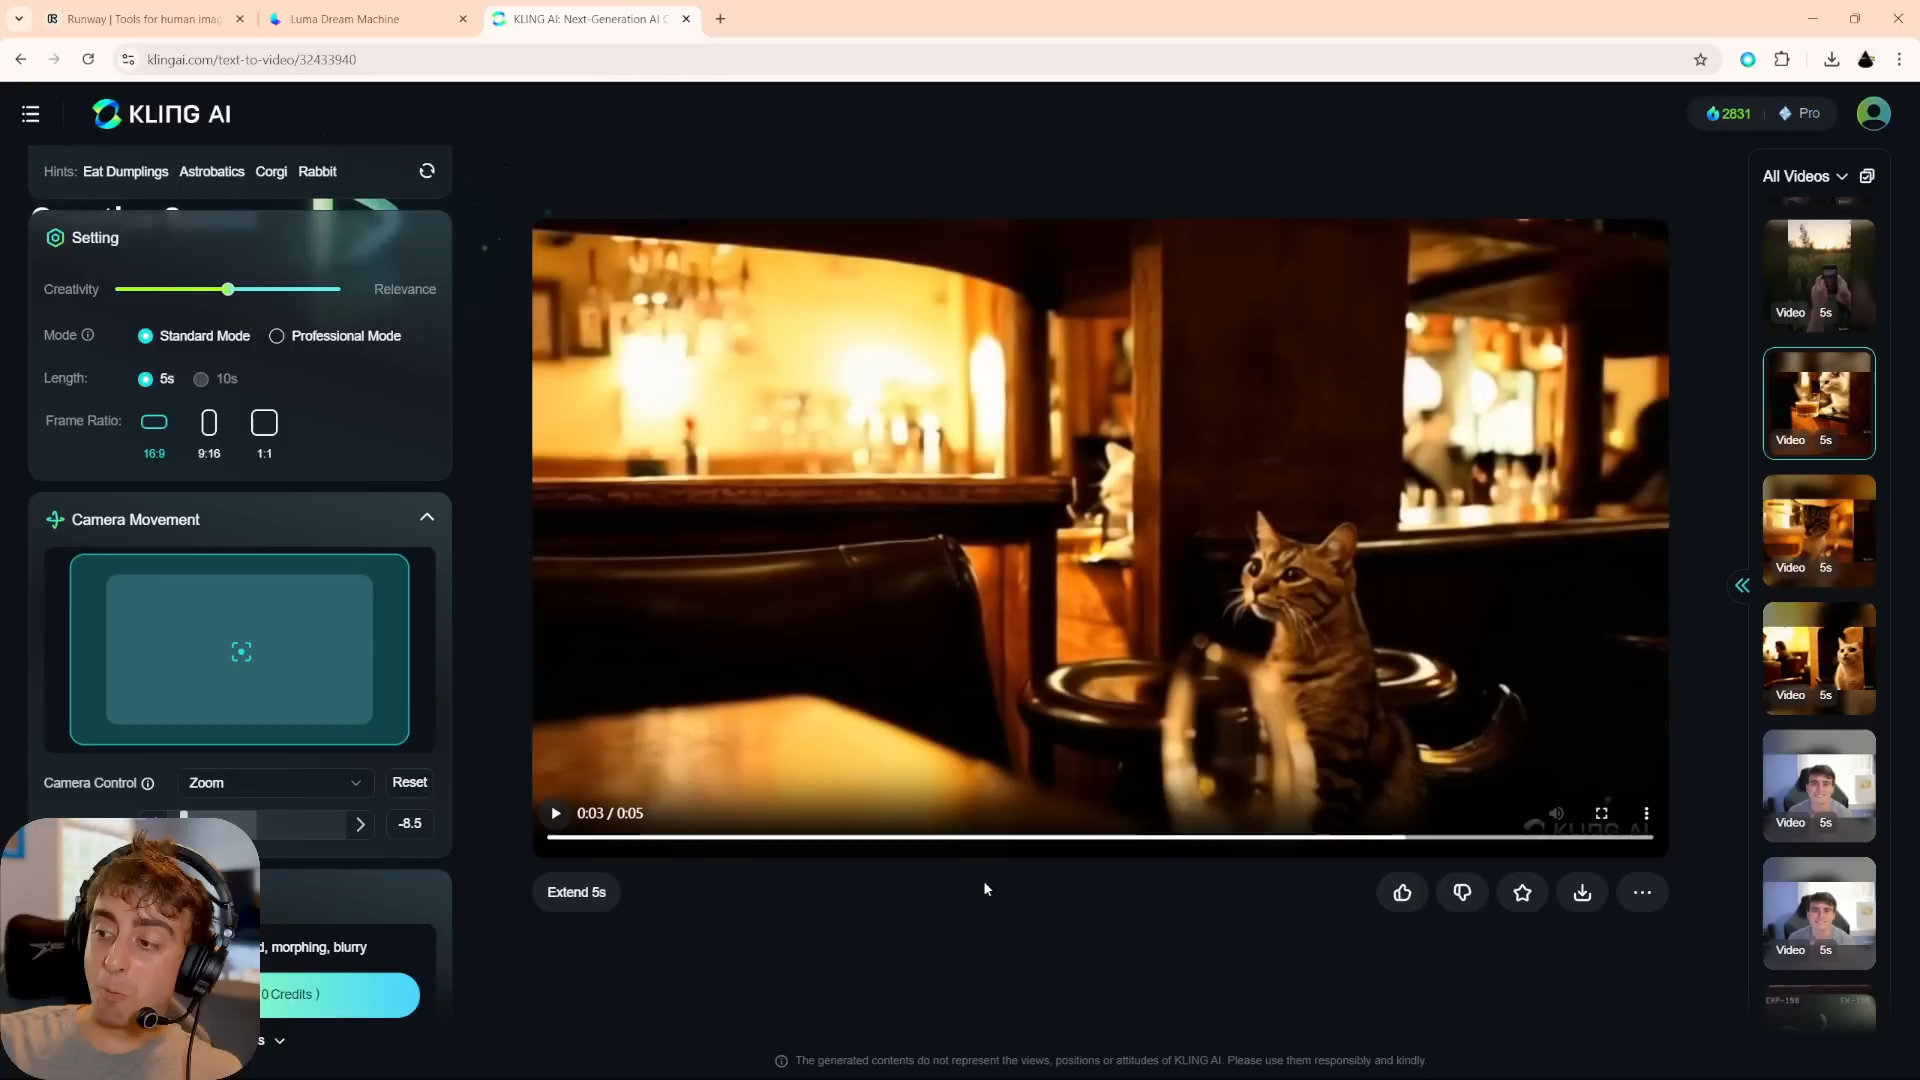 Runway | Tools for human imag
Luma Dream Machine
KLING AI: Next-Generation AI C
klingai.com/text-to-video/32433940
KLING AI
2831
Pro
Hints: Eat Dumplings Astrobatics Corgi Rabbit
All Videos
Setting
Creativity
Relevance
Mode
Standard Mode
Professional Mode
Length:
5s
10s
Frame Ratio:
16:9
9:16
1:1
Camera Movement
Camera Control
Zoom
Reset
-8.5
d, morphing, blurry
0 Credits )
s
0:03 / 0:05
KLING AI
Extend 5s
Video 5s
Video 5s
Video 5s
Video 5s
Video 5s
Video 5s
The generated contents do not represent the views, positions or attitudes of KLING AI. Please use them responsibly and kindly.